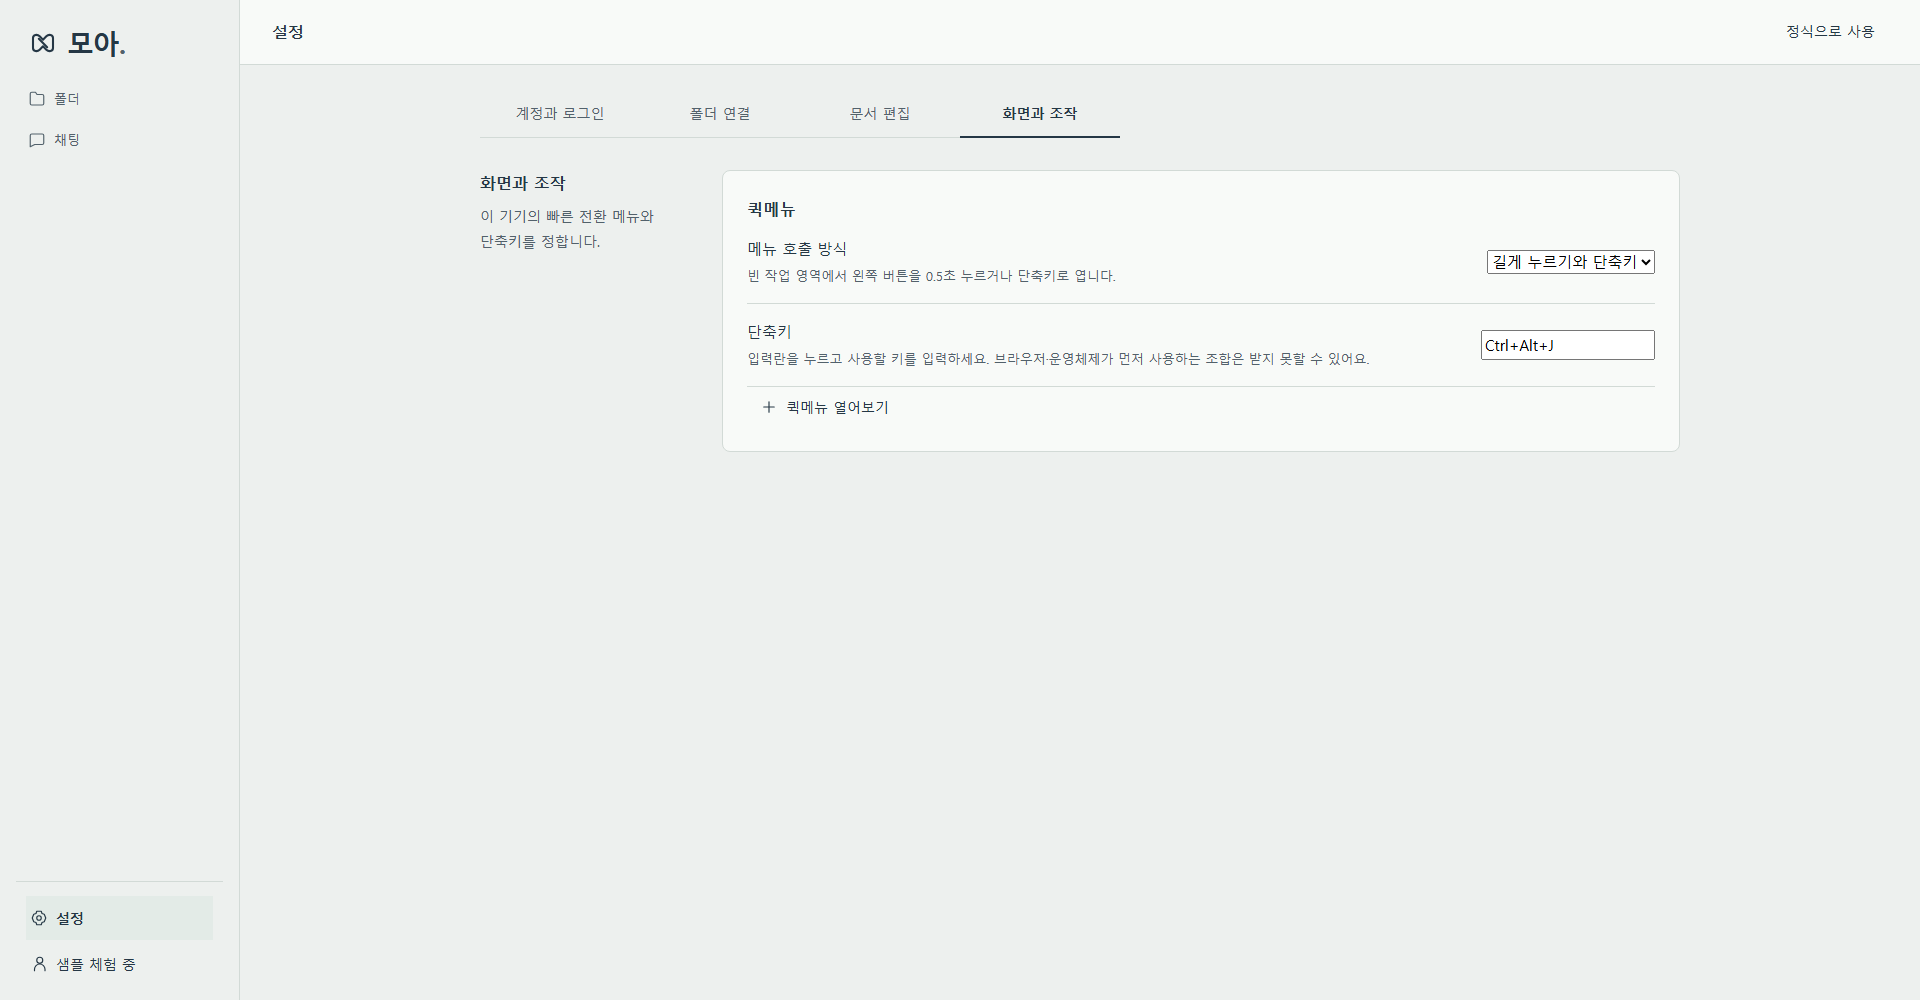 모아.
폴더
채팅
설정
샘플 체험 중
설정
정식으로 사용
계정과 로그인
폴더 연결
문서 편집
화면과 조작
화면과 조작
이 기기의 빠른 전환 메뉴와
단축키를 정합니다.
퀵메뉴
메뉴 호출 방식
빈 작업 영역에서 왼쪽 버튼을 0.5초 누르거나 단축키로 엽니다.
길게 누르기와 단축키
단축키
입력란을 누르고 사용할 키를 입력하세요. 브라우저·운영체제가 먼저 사용하는 조합은 받지 못할 수 있어요.
Ctrl+Alt+J
퀵메뉴 열어보기